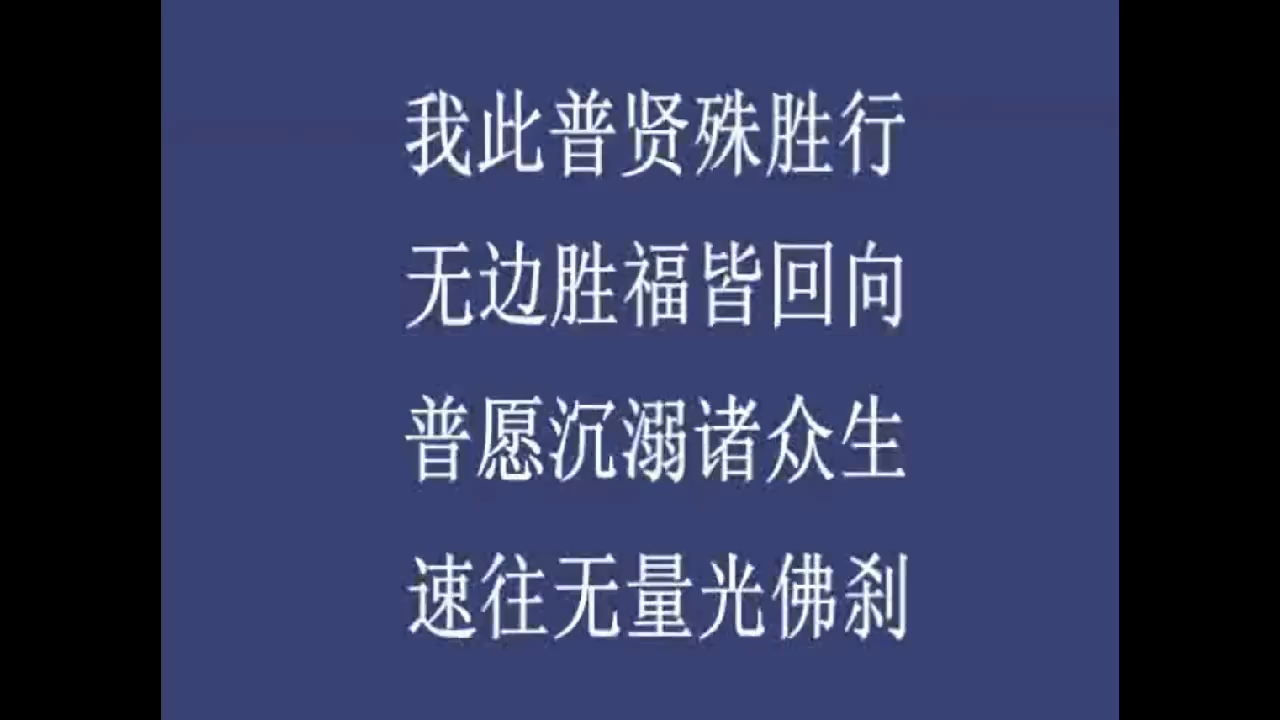 我此普贤殊胜行
无边胜福皆回向
普愿沉溺诸众生
速往无量光佛刹